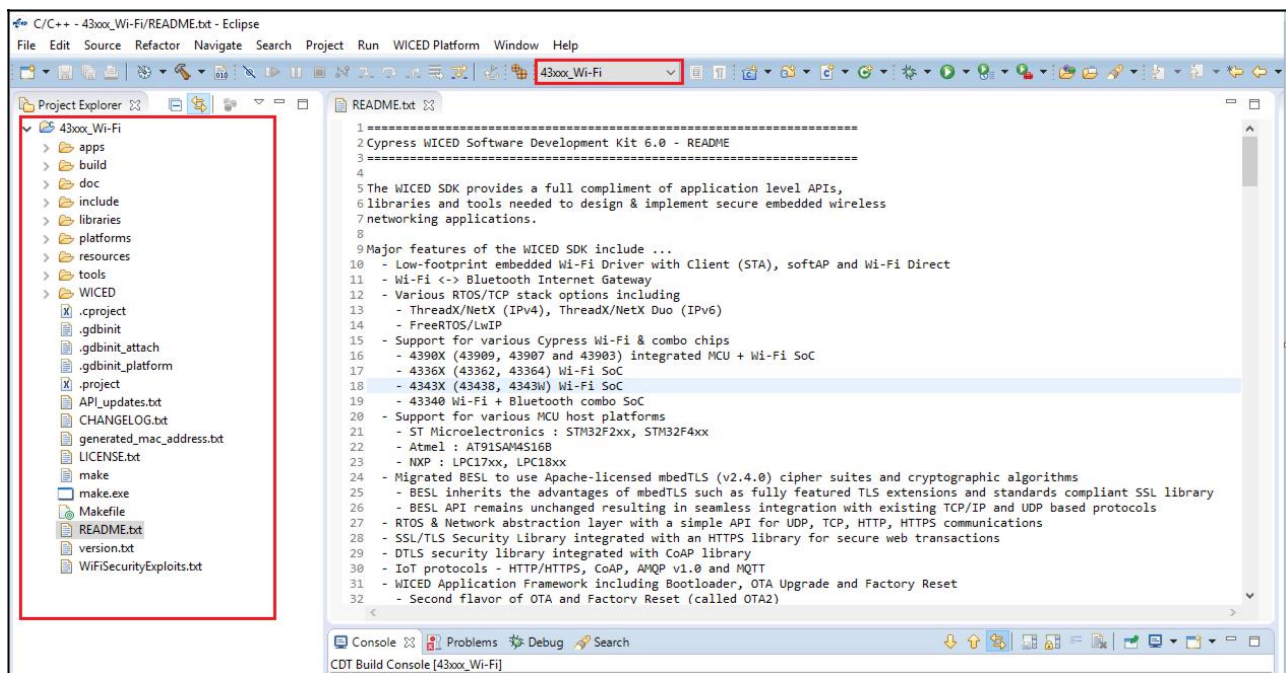 C/C++ - 43xxx_Wi-Fi/README.txt - Eclipse
File Edit Source Refactor Navigate Search Project Run WICED Platform Window Help
43xxx_Wi-Fi
Project Explorer
43xxx_Wi-Fi
apps
build
doc
include
libraries
platforms
resources
tools
WICED
.cproject
.gdbinit
.gdbinit_attach
.gdbinit_platform
.project
API_updates.txt
CHANGELOG.txt
generated_mac_address.txt
LICENSE.txt
make
make.exe
Makefile
README.txt
version.txt
WiFiSecurityExploits.txt
README.txt
1 =====================================================================
2 Cypress WICED Software Development Kit 6.0 - README
3 =====================================================================
4
5 The WICED SDK provides a full compliment of application level APIs,
6 libraries and tools needed to design & implement secure embedded wireless
7 networking applications.
8
9 Major features of the WICED SDK include ...
10 - Low-footprint embedded Wi-Fi Driver with Client (STA), softAP and Wi-Fi Direct
11 - Wi-Fi <-> Bluetooth Internet Gateway
12 - Various RTOS/TCP stack options including
13 - ThreadX/NetX (IPv4), ThreadX/NetX Duo (IPv6)
14 - FreeRTOS/LwIP
15 - Support for various Cypress Wi-Fi & combo chips
16 - 4390X (43909, 43907 and 43903) integrated MCU + Wi-Fi SoC
17 - 4336X (43362, 43364) Wi-Fi SoC
18 - 4343X (43438, 4343W) Wi-Fi SoC
19 - 43340 Wi-Fi + Bluetooth combo SoC
20 - Support for various MCU host platforms
21 - ST Microelectronics : STM32F2xx, STM32F4xx
22 - Atmel : AT91SAM4S16B
23 - NXP : LPC17xx, LPC18xx
24 - Migrated BESL to use Apache-licensed mbedTLS (v2.4.0) cipher suites and cryptographic algorithms
25 - BESL inherits the advantages of mbedTLS such as fully featured TLS extensions and standards compliant SSL library
26 - BESL API remains unchanged resulting in seamless integration with existing TCP/IP and UDP based protocols
27 - RTOS & Network abstraction layer with a simple API for UDP, TCP, HTTP, HTTPS communications
28 - SSL/TLS Security Library integrated with an HTTPS library for secure web transactions
29 - DTLS security library integrated with CoAP library
30 - IoT protocols - HTTP/HTTPS, CoAP, AMQP v1.0 and MQTT
31 - WICED Application Framework including Bootloader, OTA Upgrade and Factory Reset
32 - Second flavor of OTA and Factory Reset (called OTA2)
Console Problems Debug Search
CDT Build Console [43xxx_Wi-Fi]